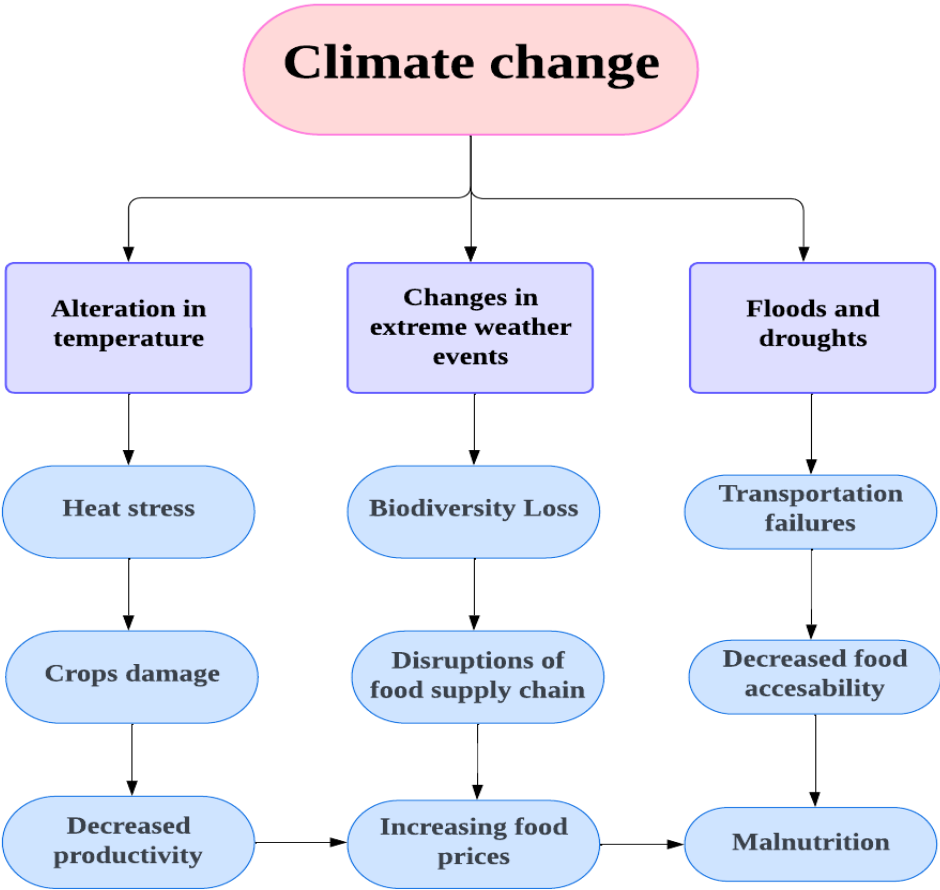 Climate change
Alteration in
temperature
Changes in
extreme weather
events
Floods and
droughts
Heat stress
Biodiversity Loss
Transportation
failures
Crops damage
Disruptions of
food supply chain
Decreased food
accesability
Decreased
productivity
Increasing food
prices
Malnutrition